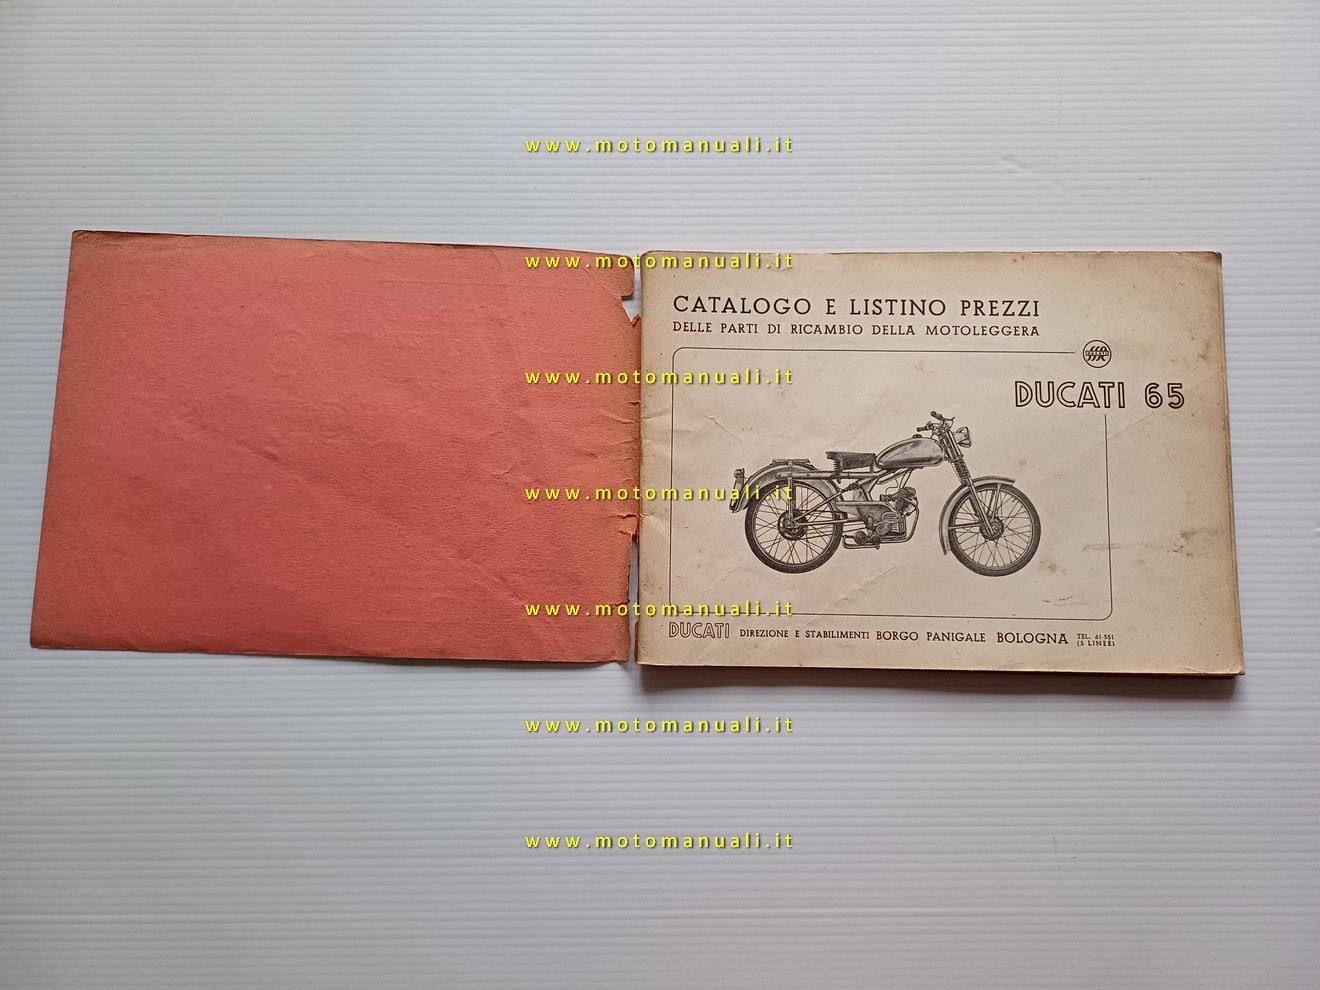 www.motomanuali.it
www.motomanuali.it
CATALOGO E LISTINO PREZZI
DELLE PARTI DI RICAMBIO DELLA MOTOLEGGERA
DUCATI 65
www.motomanuali.it
www.motomanuali.it
www.motomanuali.it
DUCATI DIREZIONE E STABILIMENTI BORGO PANIGALE BOLOGNA TEL. 61-551
(5 LINEE)
www.motomanuali.it
www.motomanuali.it